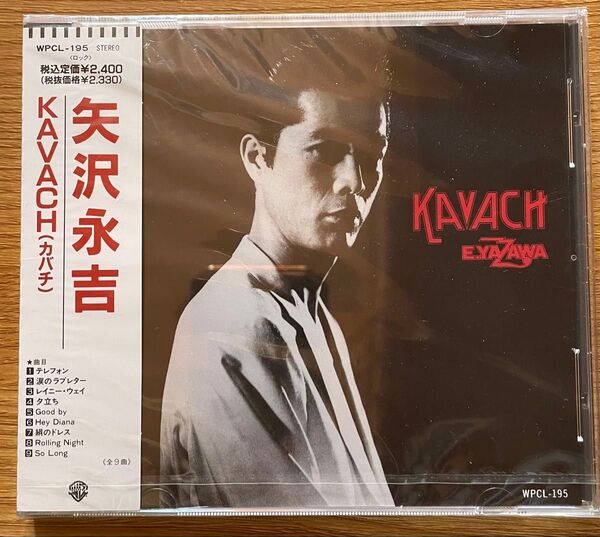 WPCL-195 STEREO
〈ロック〉
税込定価¥2,400
(税抜価格¥2,330)
矢沢永吉
KAVACH(カバチ)
★曲目
1 テレフォン
2 涙のラブレター
3 レイニー・ウェイ
4 夕立ち
5 Good by
6 Hey Diana
7 絹のドレス
8 Rolling Night
9 So Long
〈全9曲〉
KAVACH
E.YAZAWA
WPCL-195